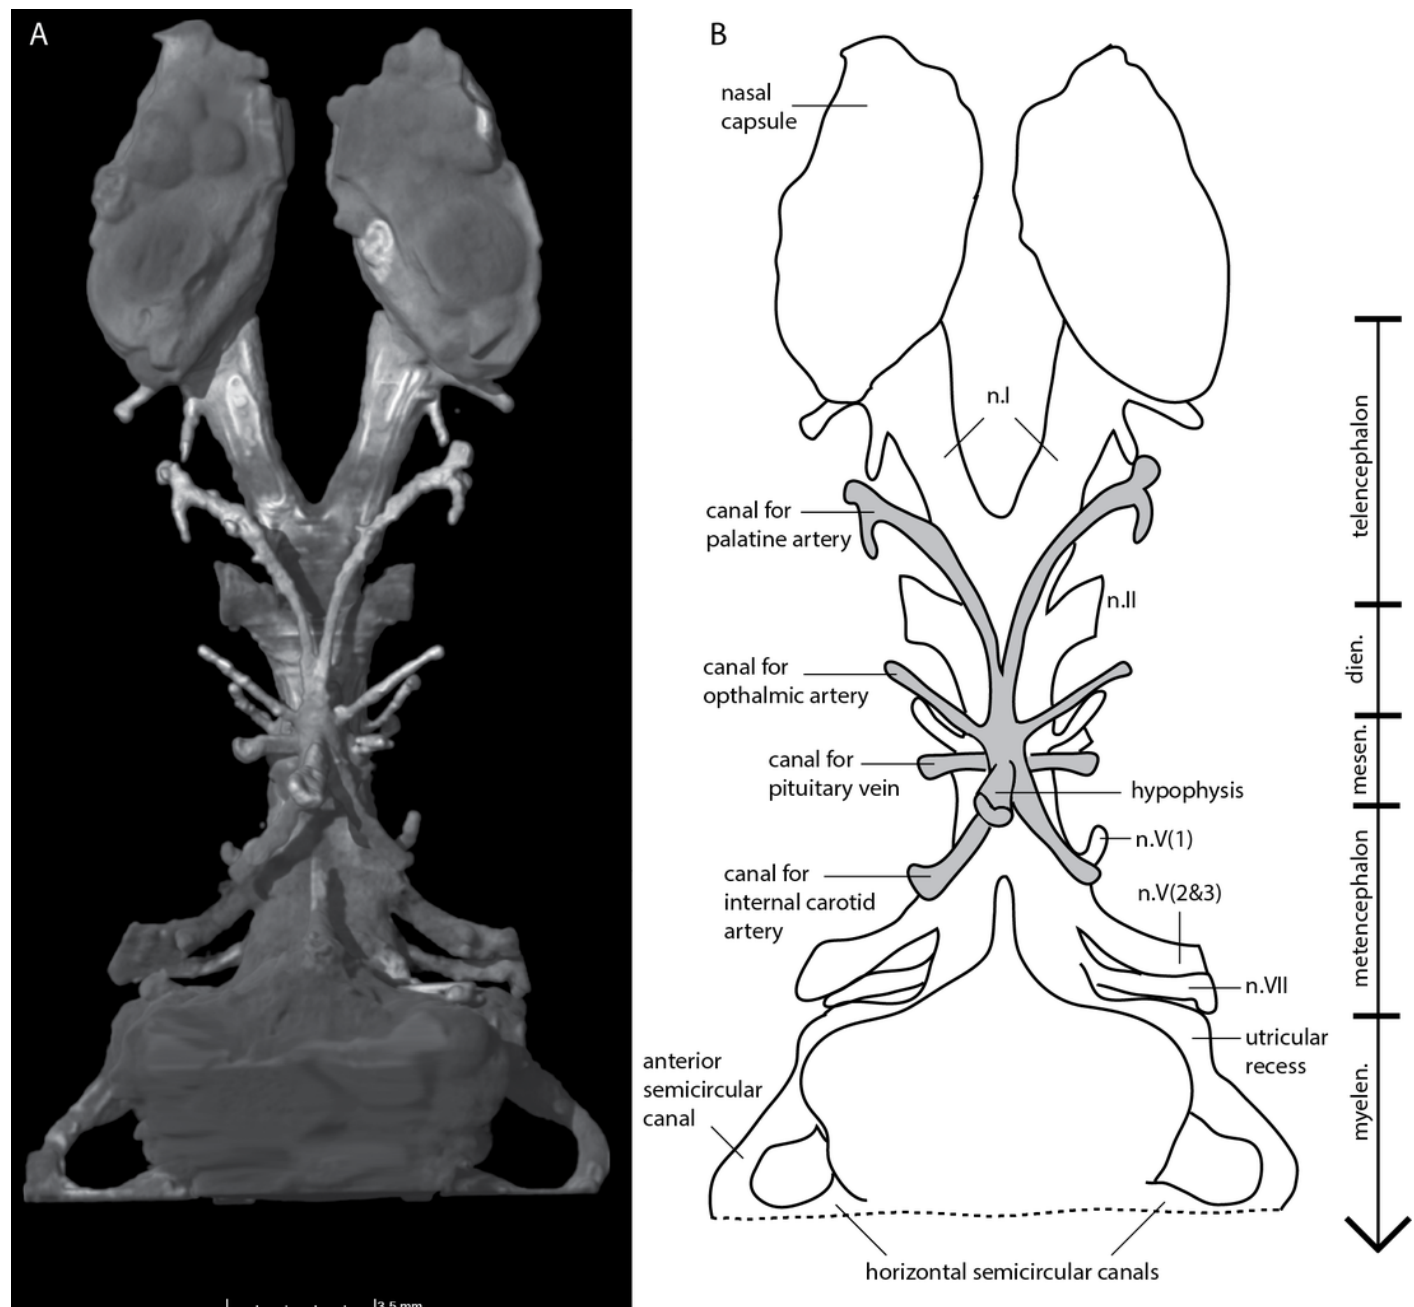 A
B
nasal
capsule
n.I
telencephalon
canal for
palatine artery
n.II
canal for
opthalmic artery
dien.
canal for
pituitary vein
mesen.
hypophysis
n.V(1)
canal for
internal carotid
artery
n.V(2&3)
metencephalon
n.VII
utricular
recess
anterior
semicircular
canal
myelen.
horizontal semicircular canals
3.5 mm